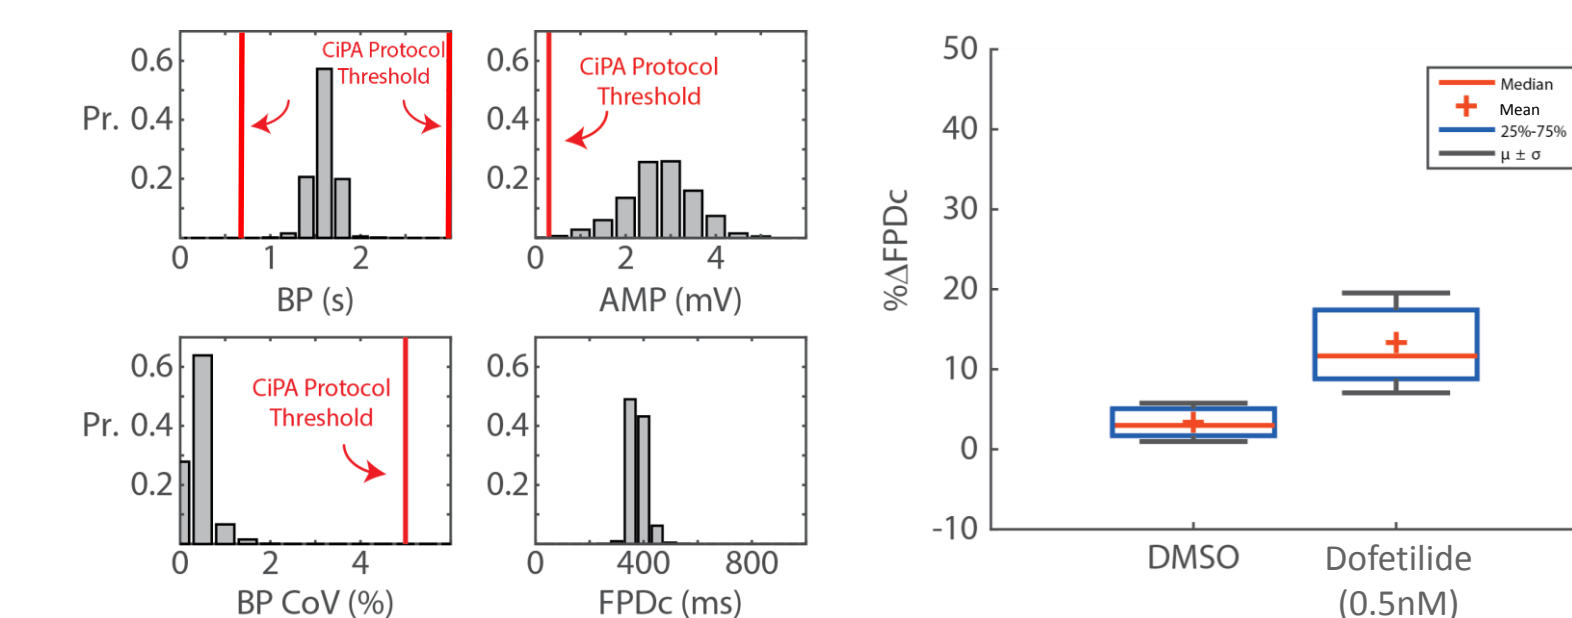 0.6
Pr. 0.4
0.2
0 1 2
BP (s)
CiPA Protocol
Threshold
0.6
0.4
0.2
0 2 4
AMP (mV)
CiPA Protocol
Threshold
0.6
Pr. 0.4
0.2
0 2 4
BP CoV (%)
CiPA Protocol
Threshold
0.6
0.4
0.2
0 400 800
FPDc (ms)
%ΔFPDc
50
40
30
20
10
0
-10
DMSO
Dofetilide
(0.5nM)
Median
Mean
25%-75%
μ ± σ